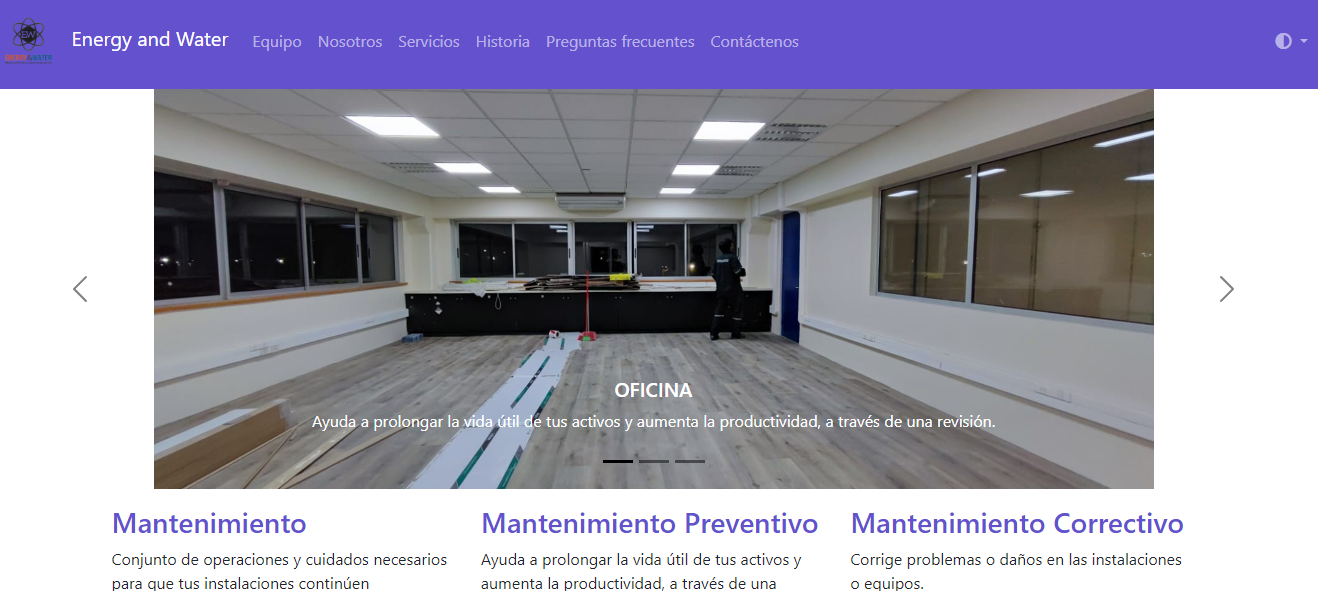 EW
Energy and Water
Equipo
Nosotros
Servicios
Historia
Preguntas frecuentes
Contáctenos
OFICINA
Ayuda a prolongar la vida útil de tus activos y aumenta la productividad, a través de una revisión.
Mantenimiento
Conjunto de operaciones y cuidados necesarios
para que tus instalaciones continúen
Mantenimiento Preventivo
Ayuda a prolongar la vida útil de tus activos y
aumenta la productividad, a través de una
Mantenimiento Correctivo
Corrige problemas o daños en las instalaciones
o equipos.